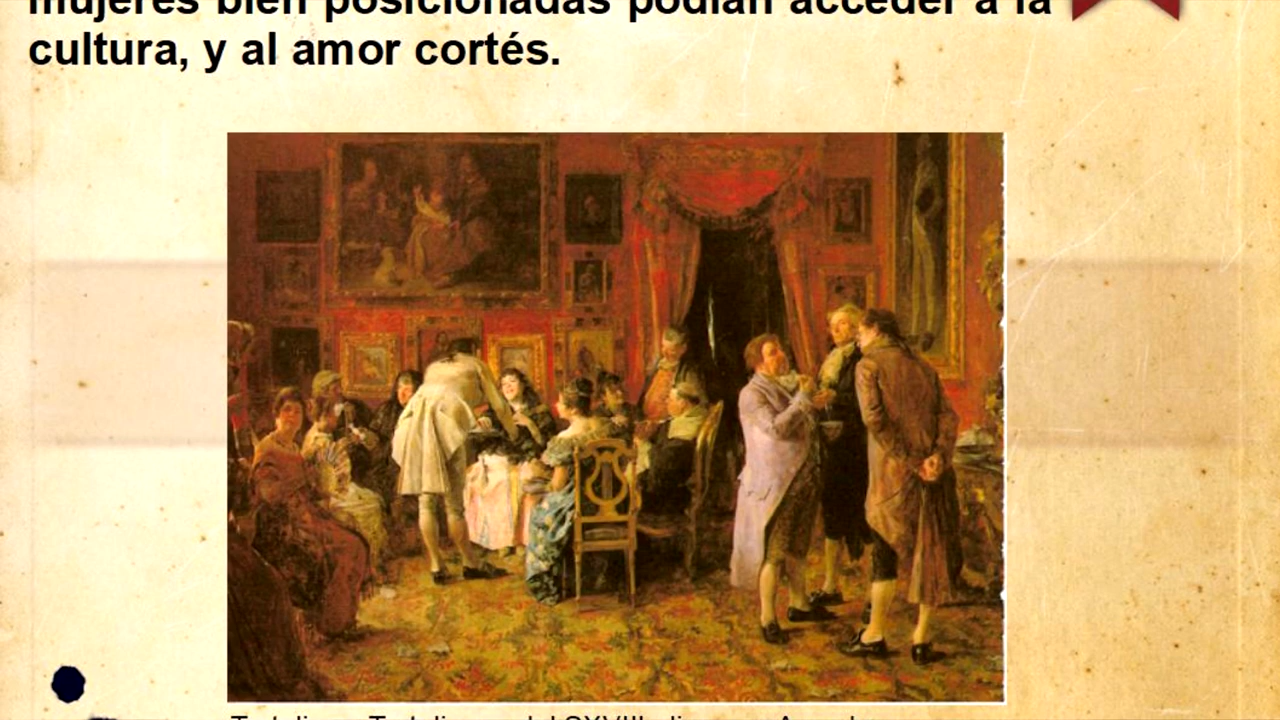 mujeres bien posicionadas podían acceder a la
cultura, y al amor cortés.